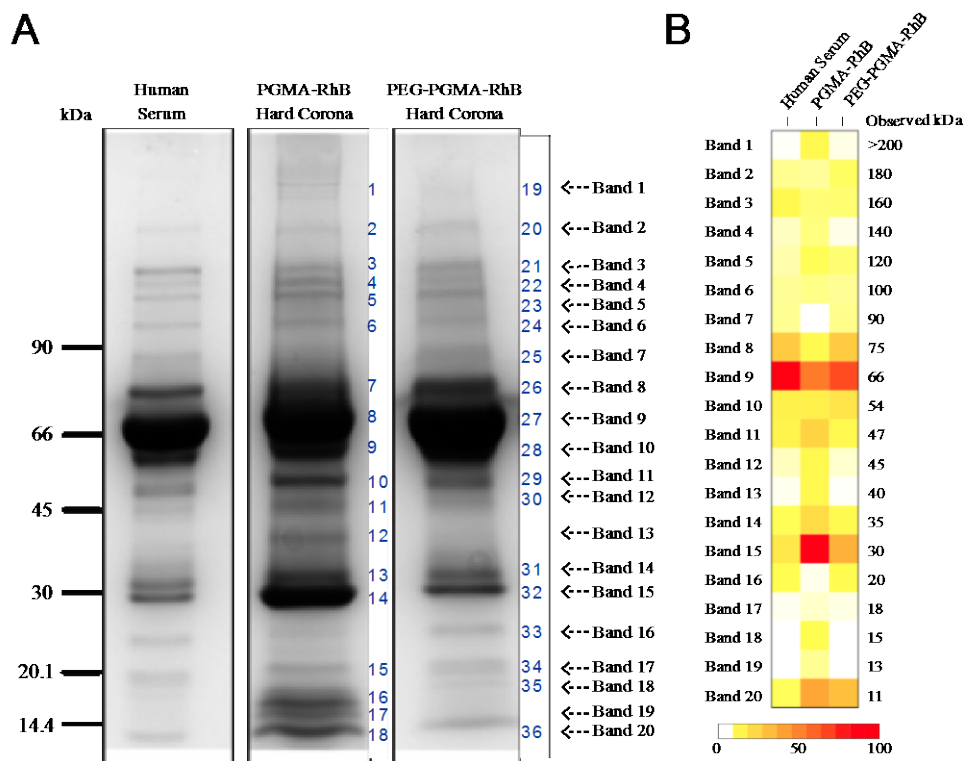 A
Human
Serum
PGMA-RhB
Hard Corona
PEG-PGMA-RhB
Hard Corona
kDa
90
66
45
30
20.1
14.4
1
2
3
4
5
6
7
8
9
10
11
12
13
14
15
16
17
18
19
20
21
22
23
24
25
26
27
28
29
30
31
32
33
34
35
36
Band 1
Band 2
Band 3
Band 4
Band 5
Band 6
Band 7
Band 8
Band 9
Band 10
Band 11
Band 12
Band 13
Band 14
Band 15
Band 16
Band 17
Band 18
Band 19
Band 20
B
Human Serum
PGMA-RhB
PEG-PGMA-RhB
Observed kDa
Band 1 >200
Band 2 180
Band 3 160
Band 4 140
Band 5 120
Band 6 100
Band 7 90
Band 8 75
Band 9 66
Band 10 54
Band 11 47
Band 12 45
Band 13 40
Band 14 35
Band 15 30
Band 16 20
Band 17 18
Band 18 15
Band 19 13
Band 20 11
0 50 100